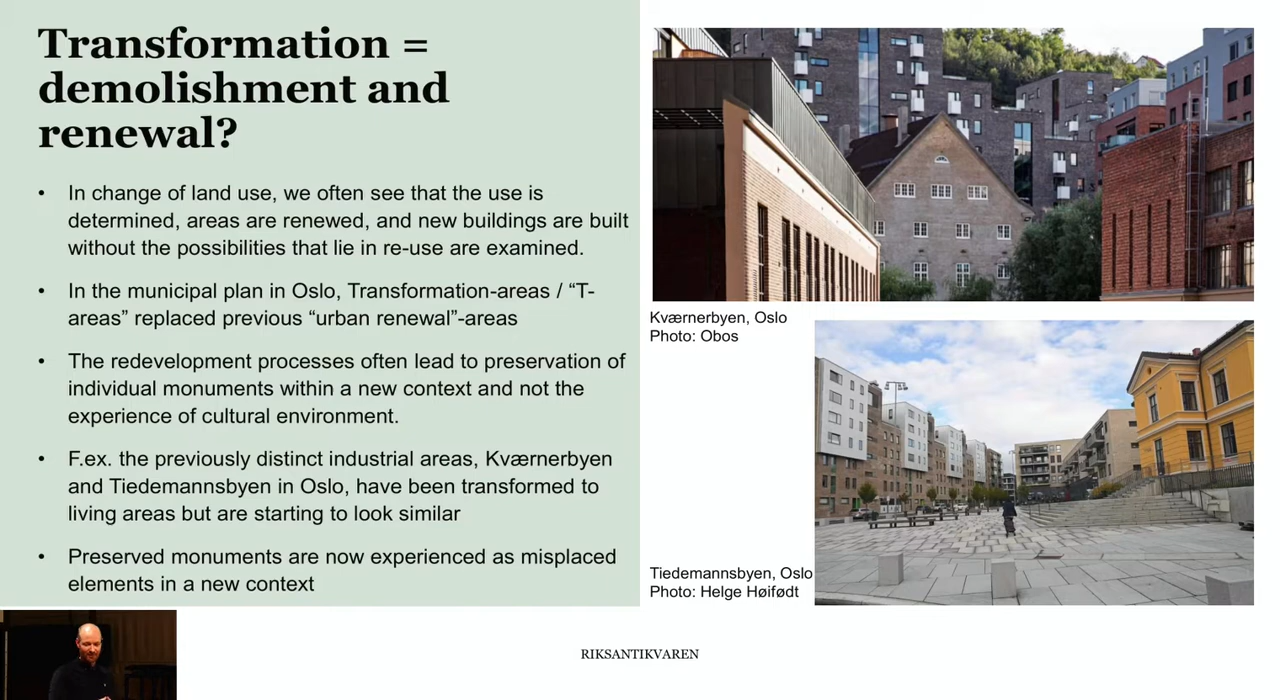 Transformation =
demolishment and
renewal?
• In change of land use, we often see that the use is
determined, areas are renewed, and new buildings are built
without the possibilities that lie in re-use are examined.
• In the municipal plan in Oslo, Transformation-areas / “T-
areas” replaced previous “urban renewal”-areas
• The redevelopment processes often lead to preservation of
individual monuments within a new context and not the
experience of cultural environment.
• F.ex. the previously distinct industrial areas, Kværnerbyen
and Tiedemannsbyen in Oslo, have been transformed to
living areas but are starting to look similar
• Preserved monuments are now experienced as misplaced
elements in a new context
Kværnerbyen, Oslo
Photo: Obos
Tiedemannsbyen, Oslo
Photo: Helge Høifødt
RIKSANTIKVAREN